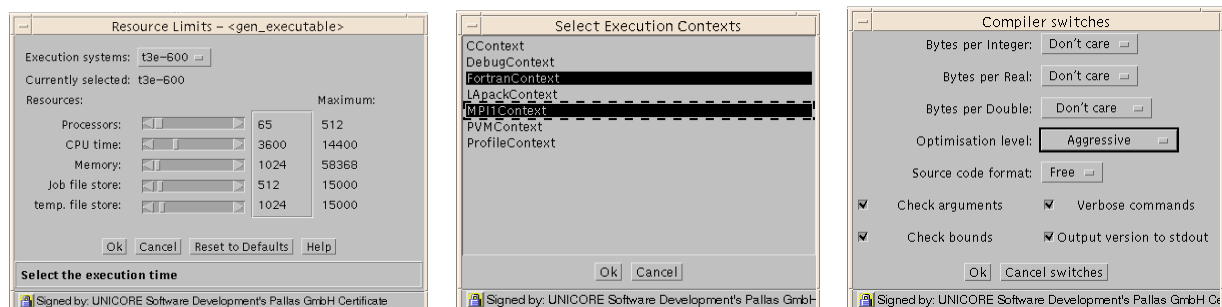 Resource Limits – <gen_executable>
Execution systems: t3e–600
Currently selected: t3e–600
Resources: Maximum:
Processors: 65 512
CPU time: 3600 14400
Memory: 1024 58368
Job file store: 512 15000
temp. file store: 1024 15000
Ok Cancel Reset to Defaults Help
Select the execution time
Signed by: UNICORE Software Development's Pallas GmbH Certificate
Select Execution Contexts
CContext
DebugContext
FortranContext
LApackContext
MPI1Context
PVMContext
ProfileContext
Ok Cancel
Signed by: UNICORE Software Development's Pallas GmbH
Compiler switches
Bytes per Integer: Don't care
Bytes per Real: Don't care
Bytes per Double: Don't care
Optimisation level: Aggressive
Source code format: Free
Check arguments Verbose commands
Check bounds Output version to stdout
Ok Cancel switches
Signed by: UNICORE Software Development's Pallas GmbH Ce